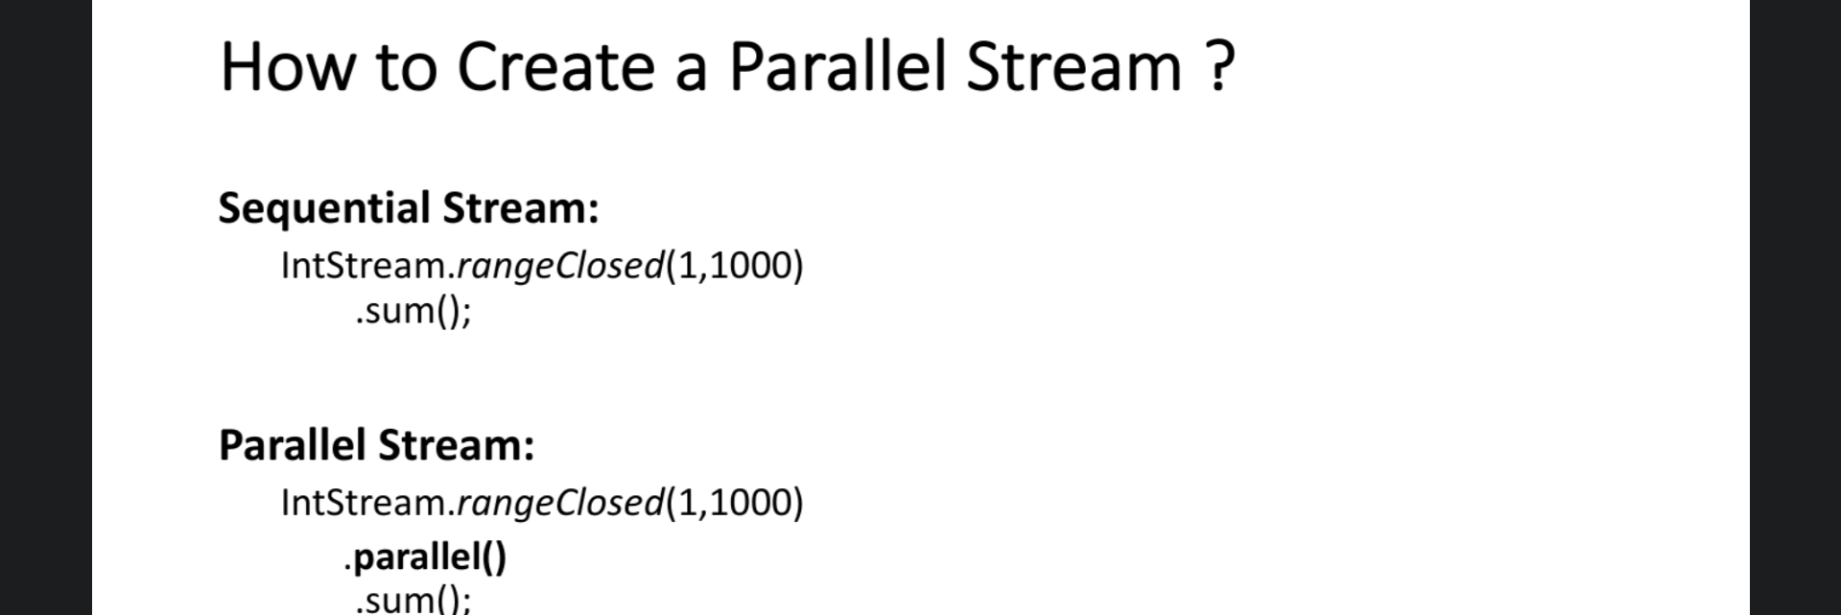 How to Create a Parallel Stream ?
Sequential Stream:
IntStream.rangeClosed(1,1000)
.sum();
Parallel Stream:
IntStream.rangeClosed(1,1000)
.parallel()
.sum();